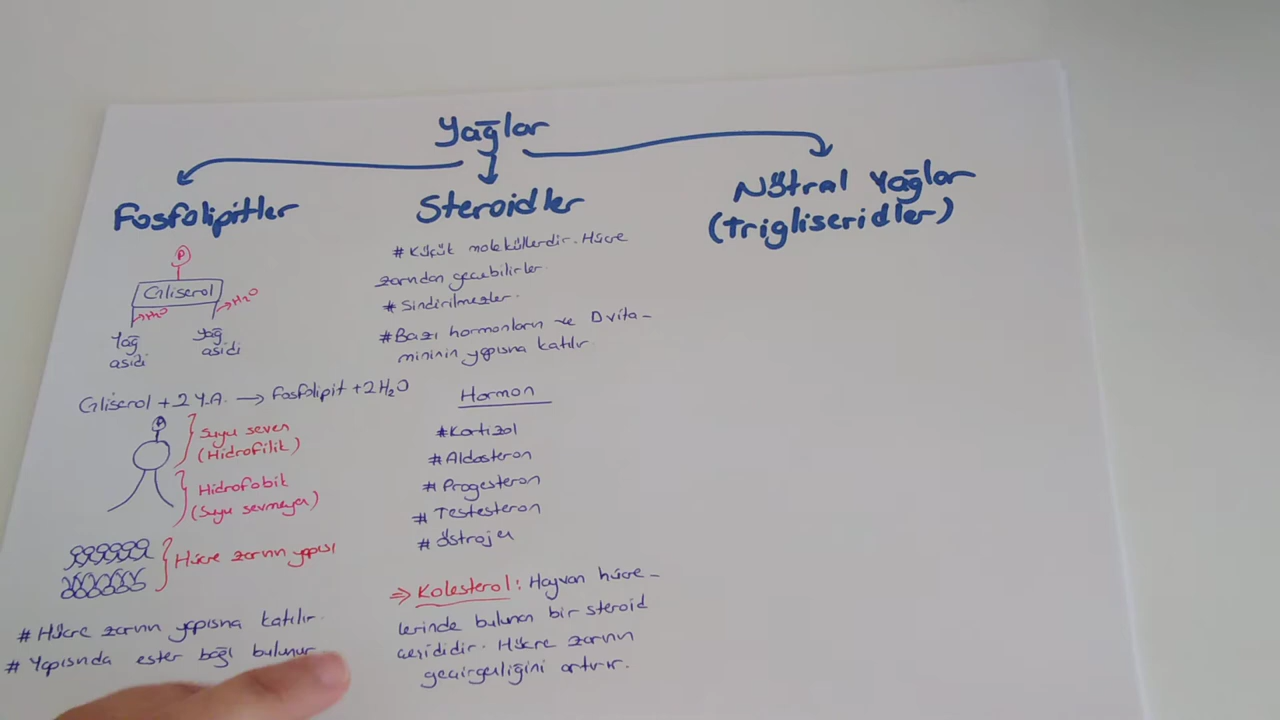 Yağlar
Fosfolipitler
P
Gliserol
H2O
H2O
Yağ
asidi
yağ
asidi
Gliserol + 2 Y.A. → fosfolipit + 2H2O
P
Suyu seven
(Hidrofilik)
Hidrofobik
(Suyu sevmeyen)
Hücre zarının yapısı
# Hücre zarının yapısına katılır.
# Yapısında ester bağı bulunur
Steroidler
# Küçük moleküllerdir. Hücre
zarından geçebilirler.
# Sindirilmezler.
# Bazı hormonların ve D vita-
mininin yapısına katılır
Hormon
# Kortizol
# Aldosteron
# Progesteron
# Testesteron
# östrojen
⇒ Kolesterol: Hayvan hücre-
lerinde bulunan bir steroid
çeşididir. Hücre zarının
geçirgenliğini artırır.
Nötral Yağlar
(trigliseridler)